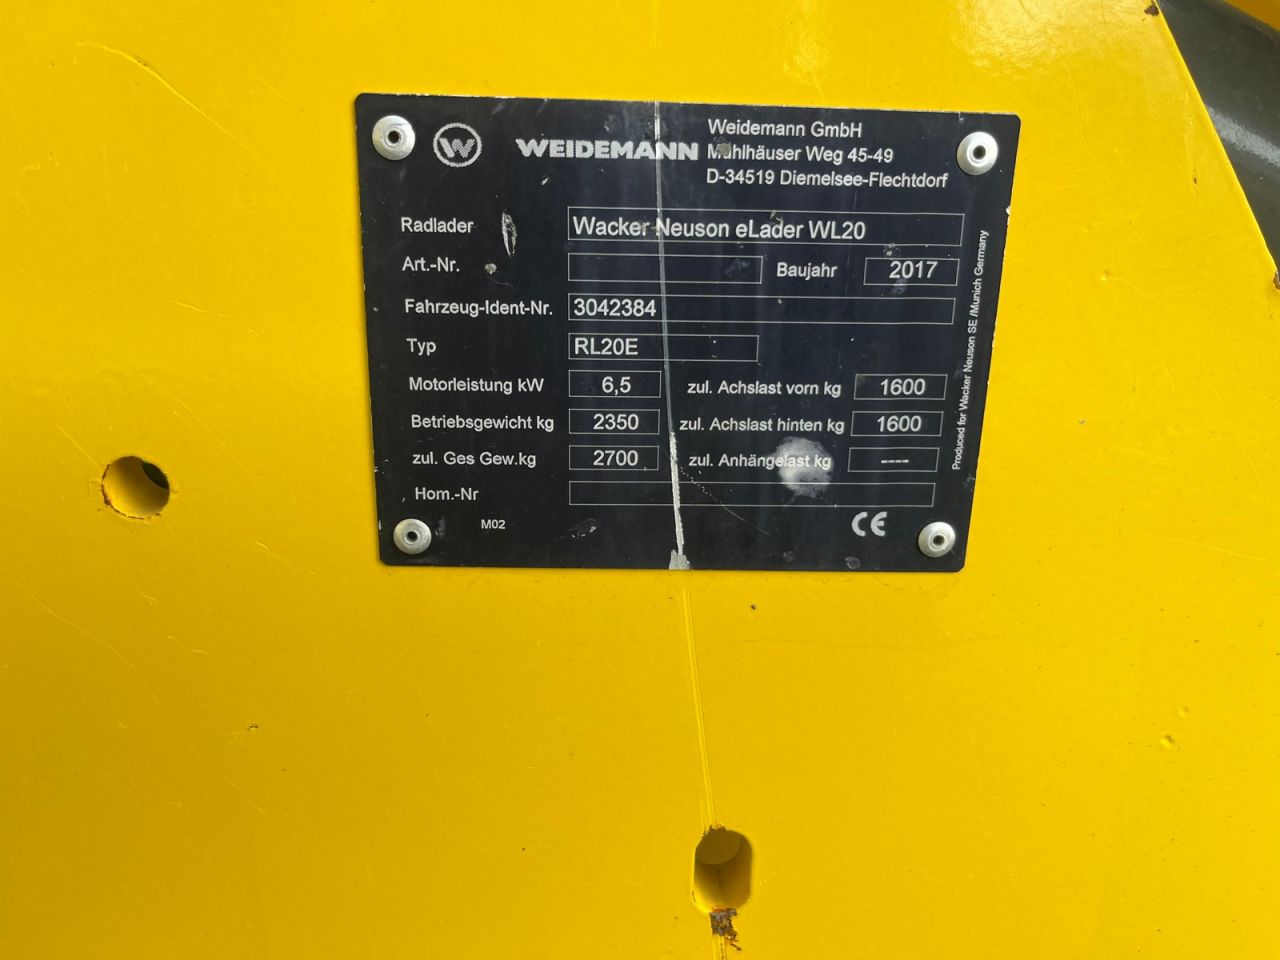 W WEIDEMANN
Weidemann GmbH
Mühlhäuser Weg 45-49
D-34519 Diemelsee-Flechtdorf
Radlader Wacker Neuson eLader WL20
Art.-Nr. Baujahr 2017
Fahrzeug-Ident-Nr. 3042384
Typ RL20E
Motorleistung kW 6,5 zul. Achslast vorn kg 1600
Betriebsgewicht kg 2350 zul. Achslast hinten kg 1600
zul. Ges Gew.kg 2700 zul. Anhängelast kg ----
Hom.-Nr
M02 CE
Produced for Wacker Neuson SE /Munich Germany